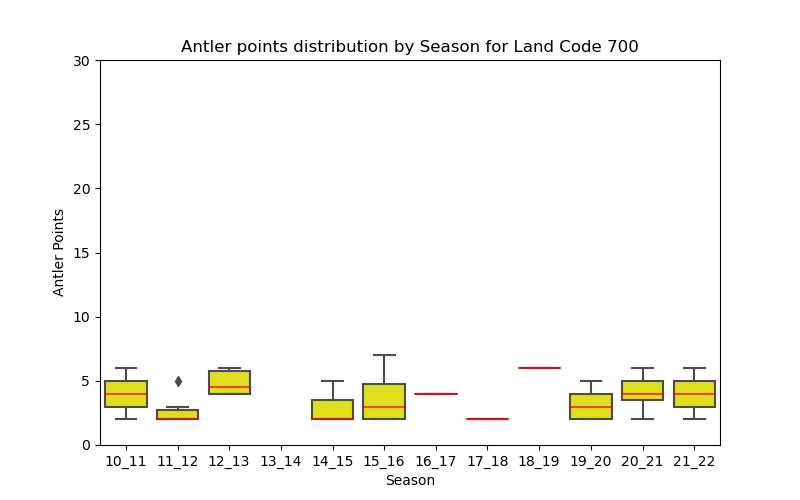 Antler points distribution by Season for Land Code 700
30
25
20
15
10
5
0
Antler Points
10_11 11_12 12_13 13_14 14_15 15_16 16_17 17_18 18_19 19_20 20_21 21_22
Season